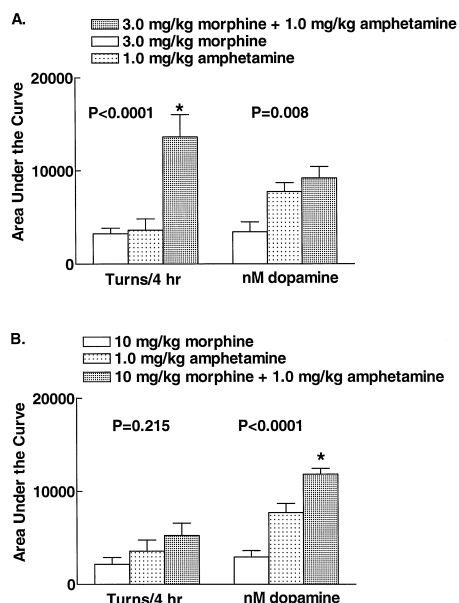 A.
3.0 mg/kg morphine + 1.0 mg/kg amphetamine
3.0 mg/kg morphine
1.0 mg/kg amphetamine
20000
P<0.0001
*
P=0.008
10000
0
Area Under the Curve
Turns/4 hr
nM dopamine
B.
10 mg/kg morphine
1.0 mg/kg amphetamine
10 mg/kg morphine + 1.0 mg/kg amphetamine
20000
P=0.215
P<0.0001
*
10000
0
Area Under the Curve
Turns/4 hr
nM dopamine